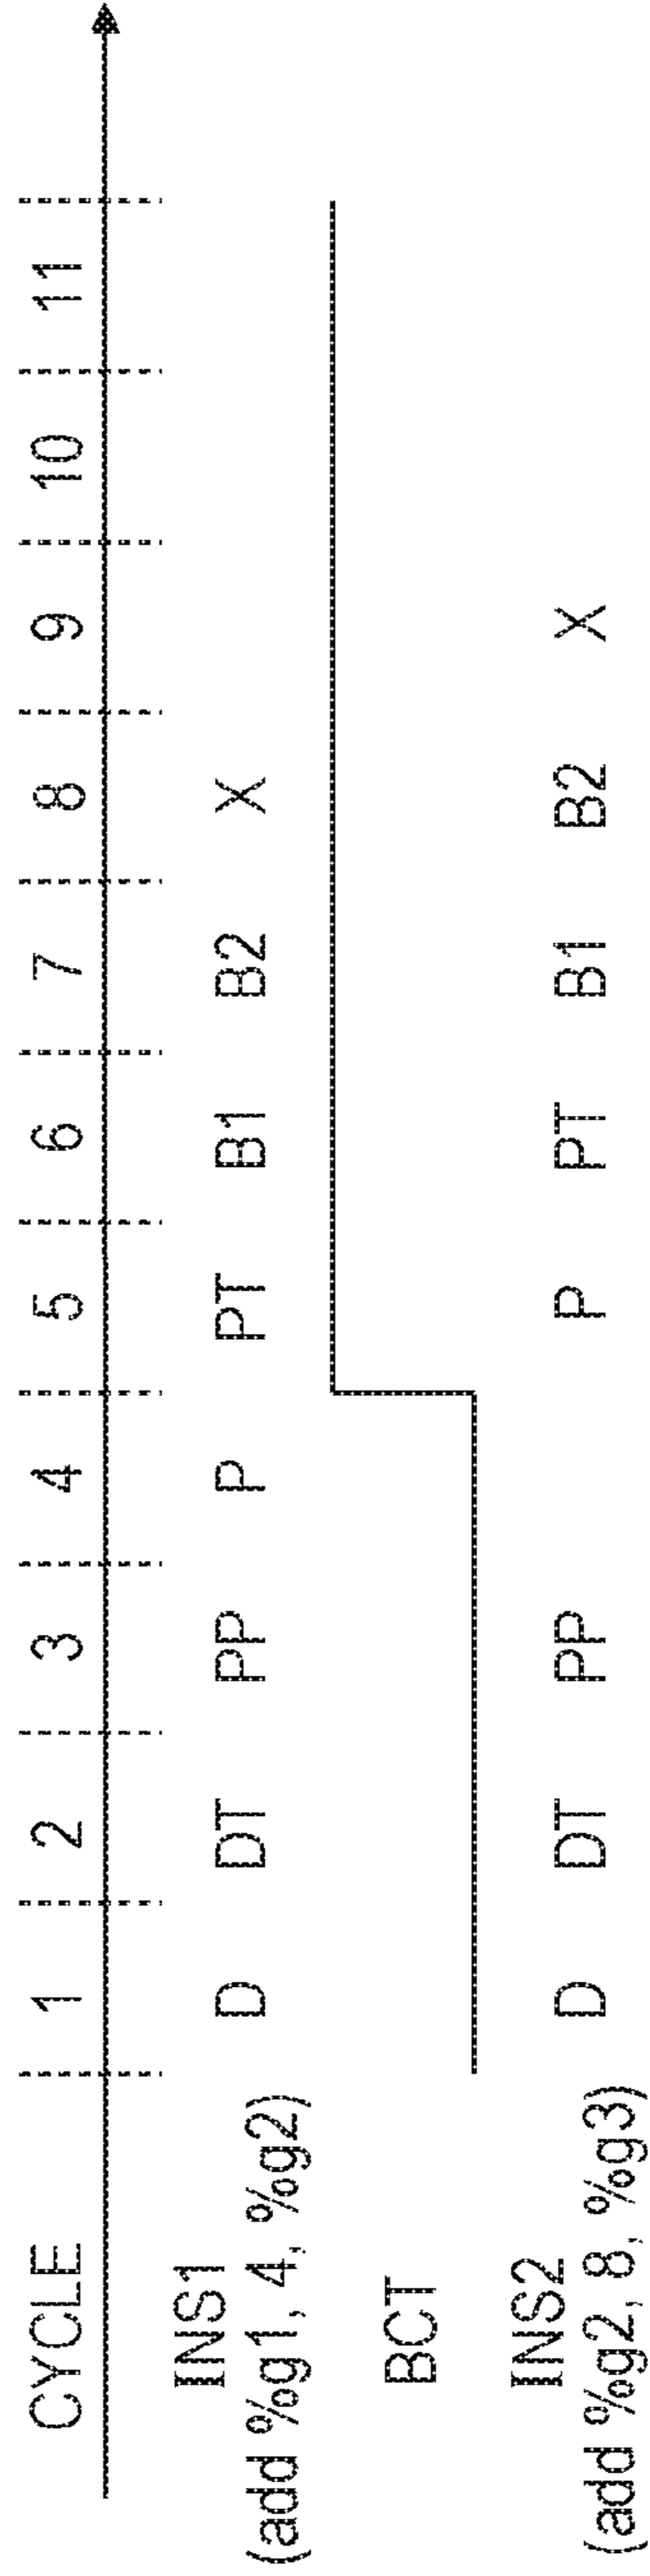 CYCLE 1 2 3 4 5 6 7 8 9 10 11
INS1 D DT PP P PT B1 B2 X
(add %g1, 4, %g2)
BCT
INS2 D DT PP P PT B1 B2 X
(add %g2, 8, %g3)